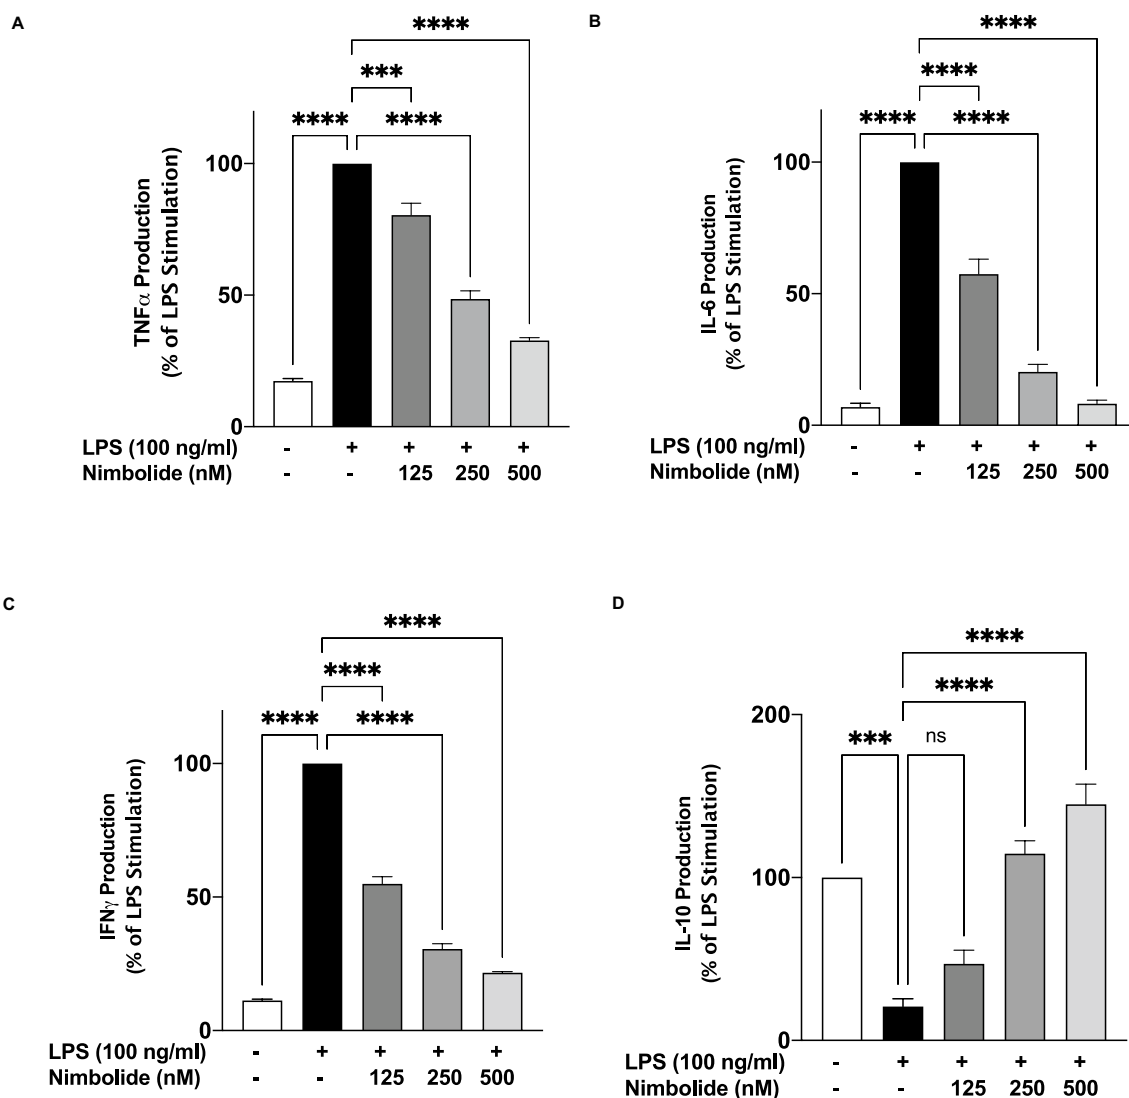 A
****
***
**** ****
TNFα Production
(% of LPS Stimulation)
100
50
0
LPS (100 ng/ml) - + + + +
Nimbolide (nM) - - 125 250 500
B
****
****
**** ****
IL-6 Production
(% of LPS Stimulation)
100
50
0
LPS (100 ng/ml) - + + + +
Nimbolide (nM) - - 125 250 500
C
****
****
**** ****
IFNγ Production
(% of LPS Stimulation)
100
50
0
LPS (100 ng/ml) - + + + +
Nimbolide (nM) - - 125 250 500
D
****
****
*** ns
IL-10 Production
(% of LPS Stimulation)
200
100
0
LPS (100 ng/ml) - + + + +
Nimbolide (nM) - - 125 250 500